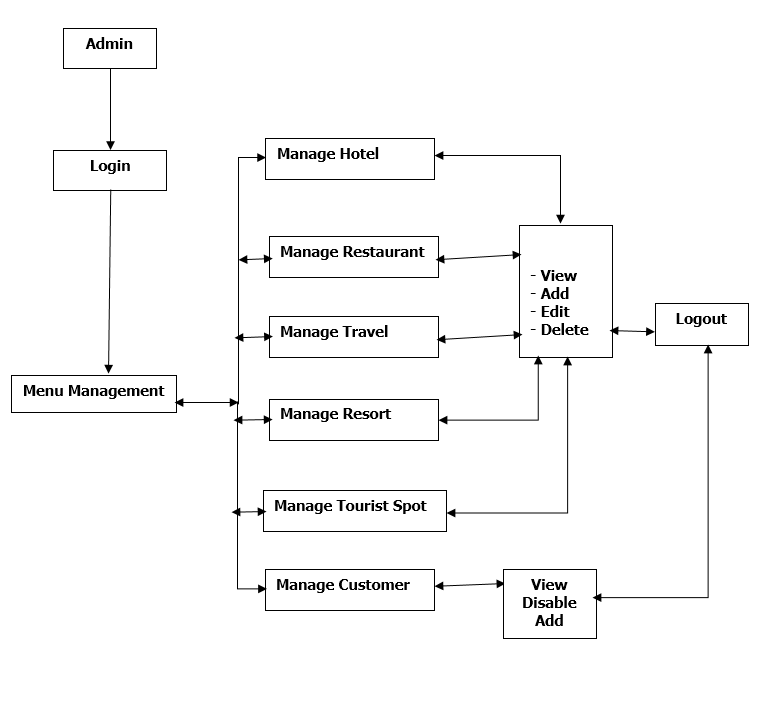 Admin
Login
Menu Management
Manage Hotel
Manage Restaurant
Manage Travel
Manage Resort
Manage Tourist Spot
Manage Customer
- View
- Add
- Edit
- Delete
Logout
View
Disable
Add